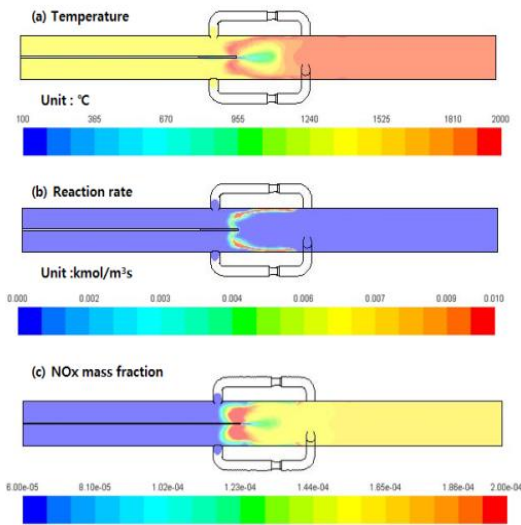 (a) Temperature
Unit : ℃
100 385 670 955 1240 1525 1810 2000
(b) Reaction rate
Unit :kmol/m³s
0.000 0.002 0.003 0.004 0.006 0.007 0.009 0.010
(c) NOx mass fraction
6.00e-05 8.10e-05 1.02e-04 1.23e-04 1.44e-04 1.65e-04 1.86e-04 2.00e-04